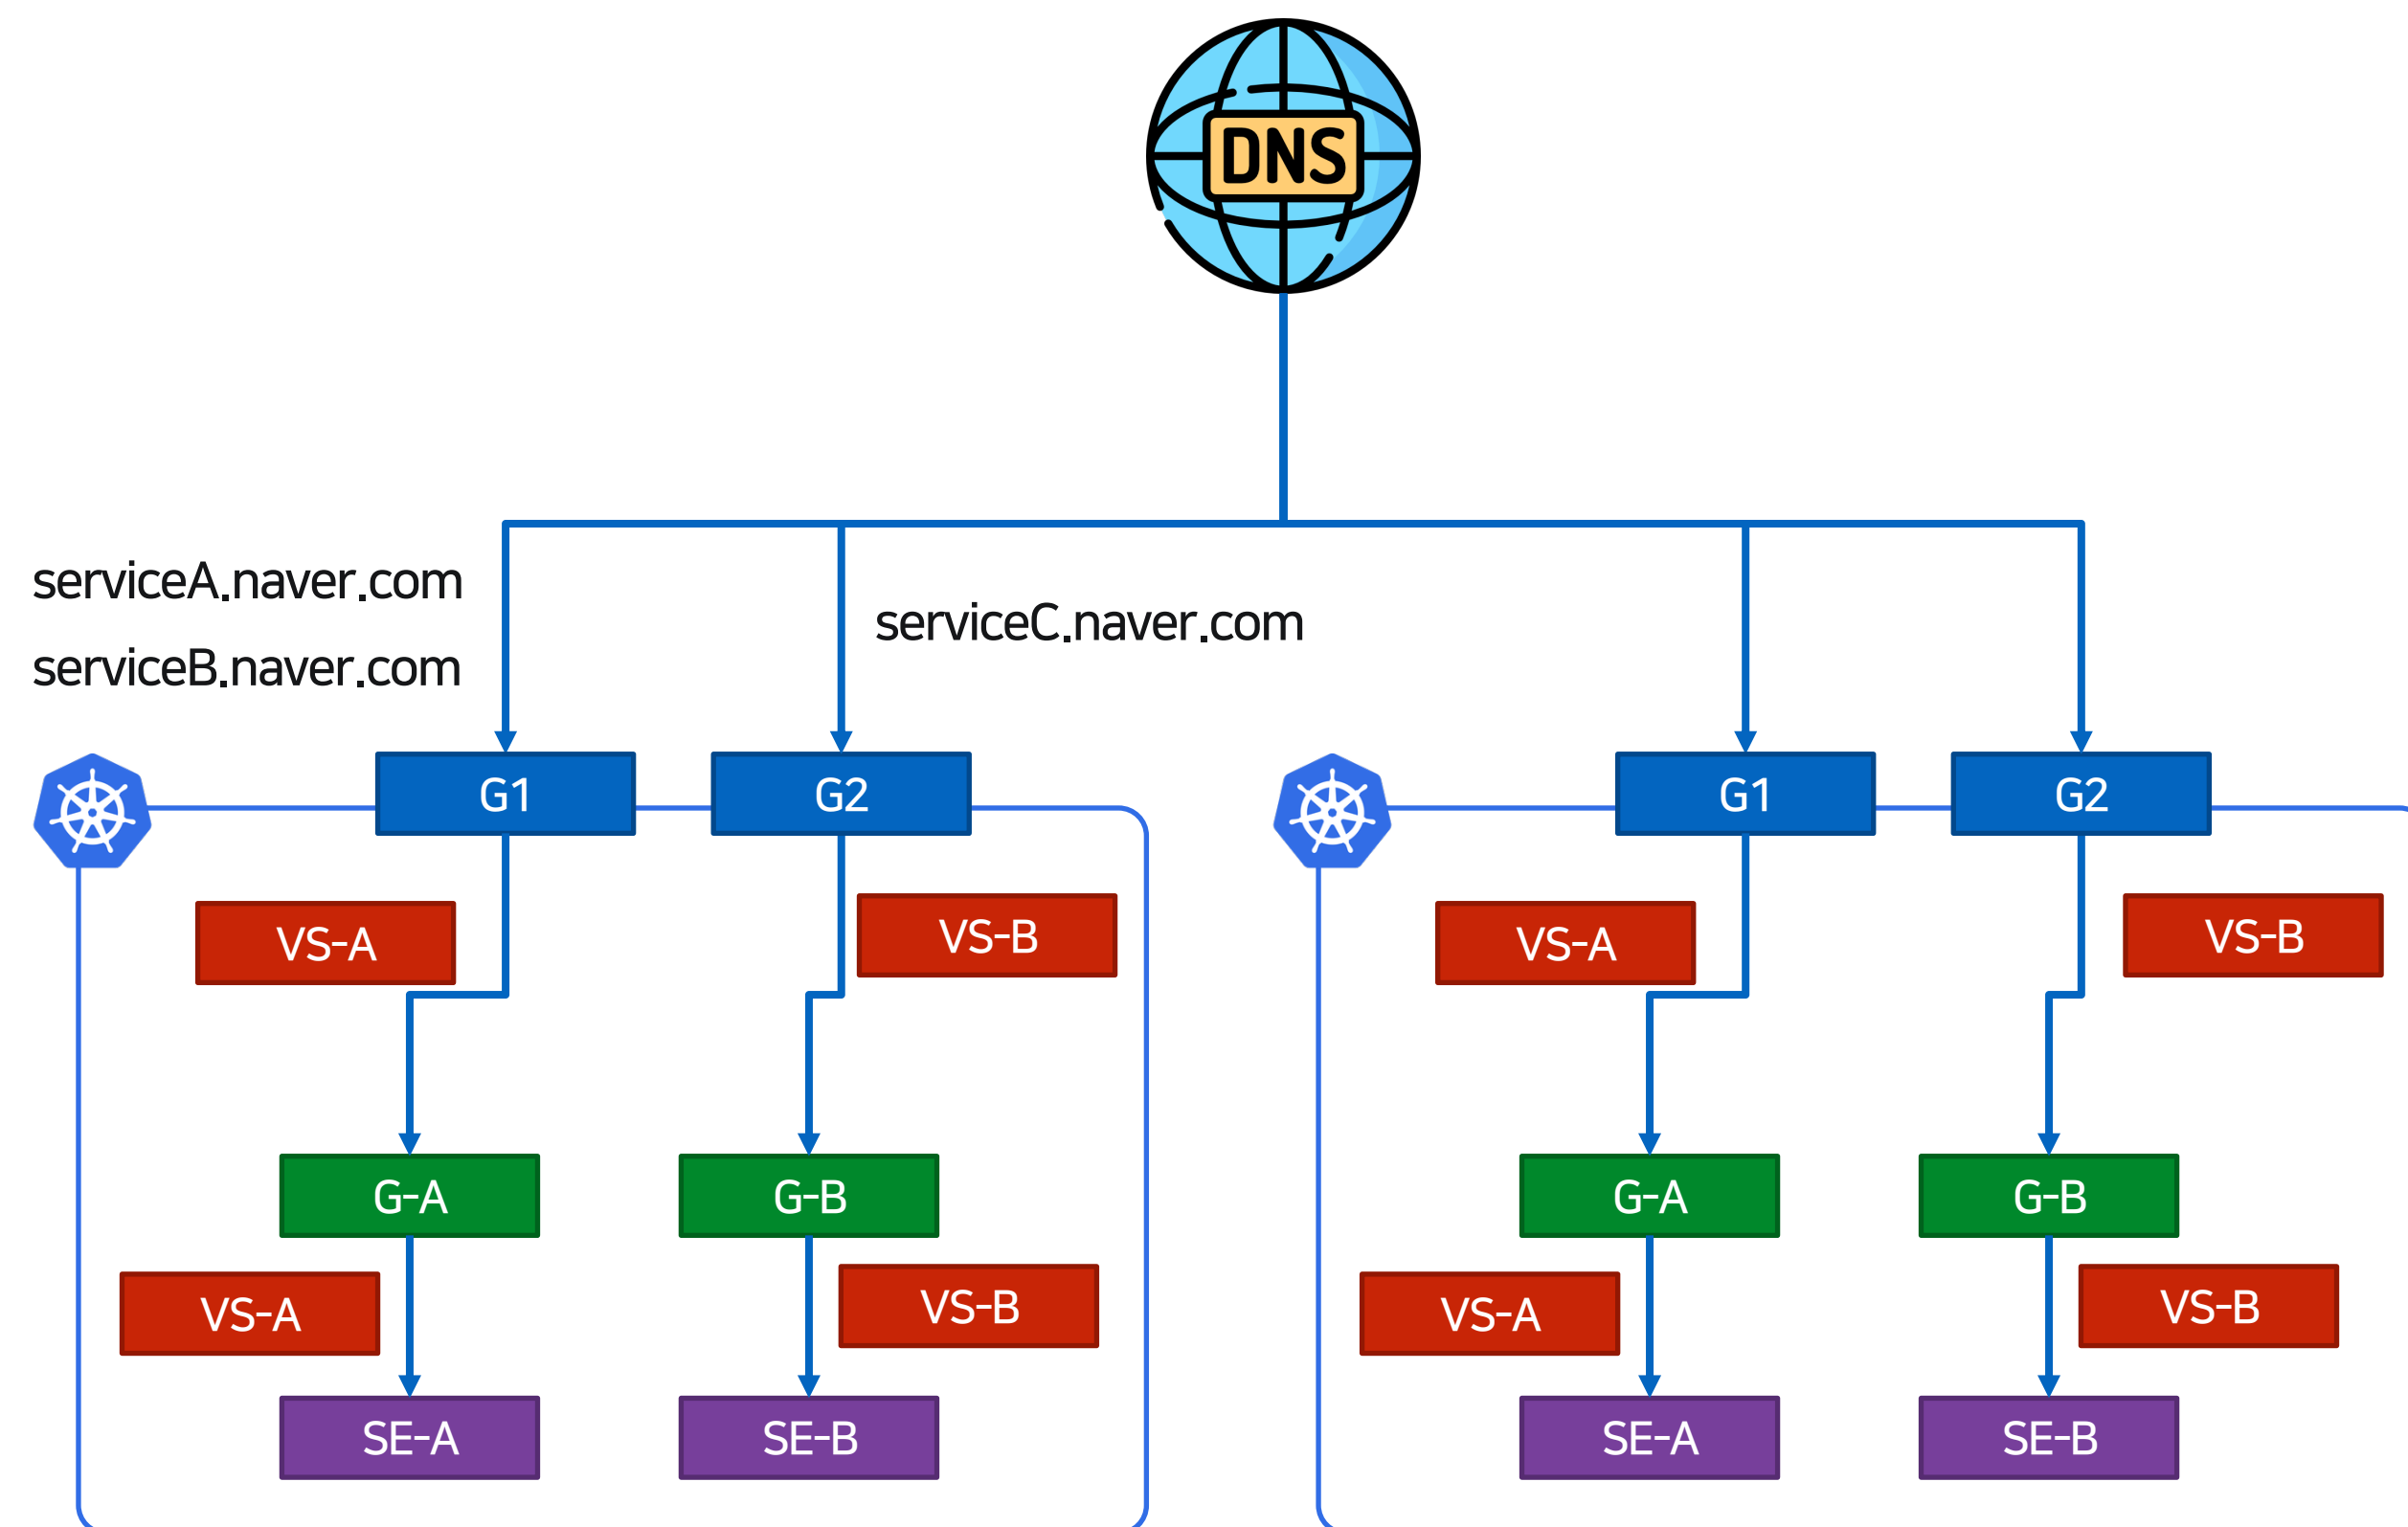 DNS
serviceA.naver.com
serviceB.naver.com
serviceC.naver.com
G1
G2
G1
G2
VS-A
VS-B
VS-A
VS-B
G-A
G-B
G-A
G-B
VS-A
VS-B
VS-A
VS-B
SE-A
SE-B
SE-A
SE-B